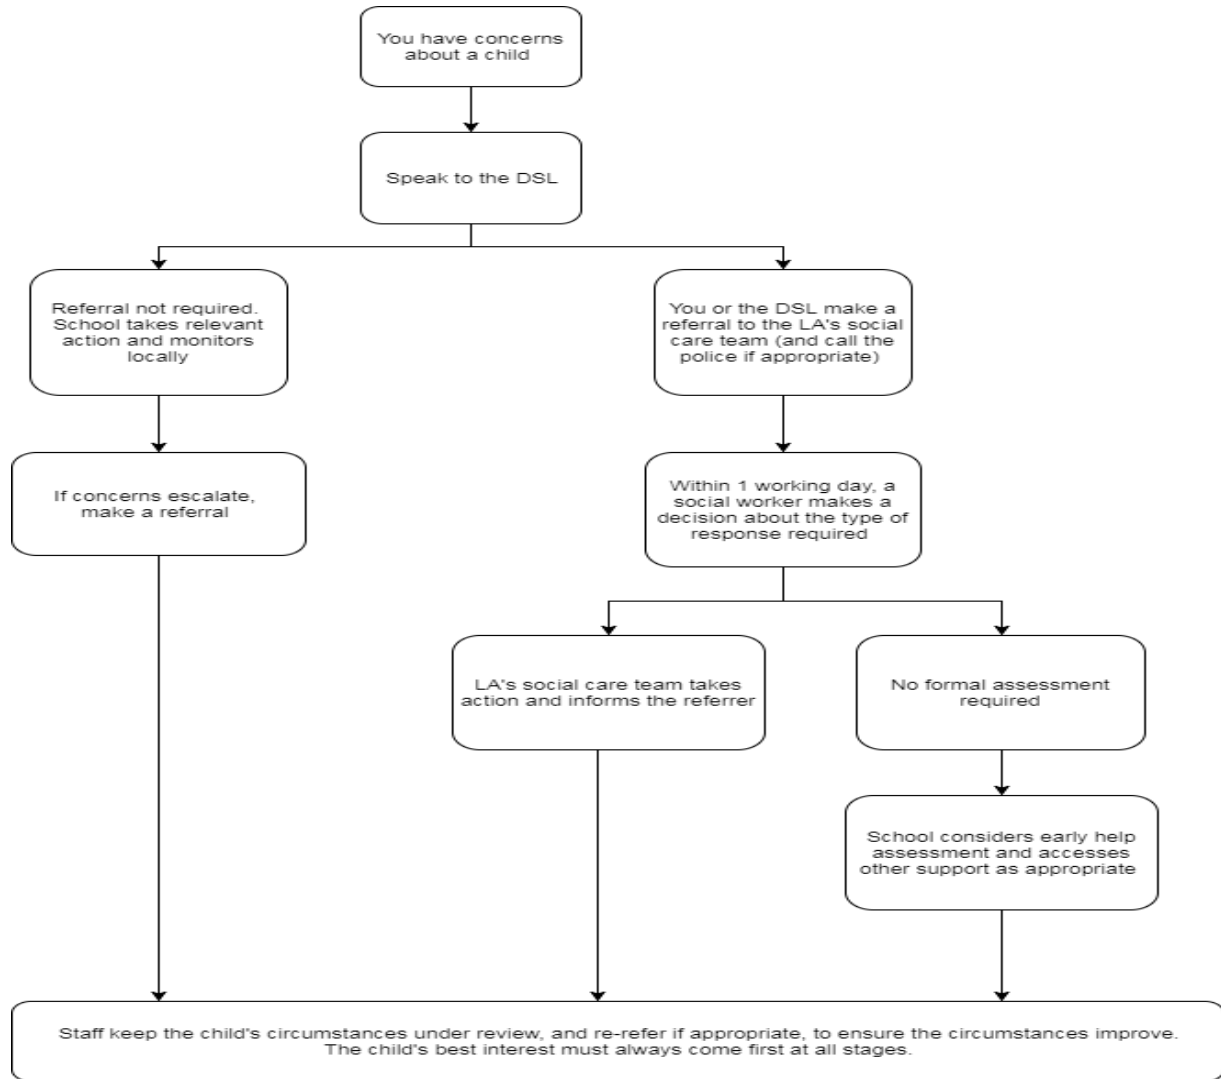 You have concerns
about a child
Speak to the DSL
Referral not required.
School takes relevant
action and monitors
locally
You or the DSL make a
referral to the LA's social
care team (and call the
police if appropriate)
If concerns escalate,
make a referral
Within 1 working day, a
social worker makes a
decision about the type of
response required
LA's social care team takes
action and informs the referrer
No formal assessment
required
School considers early help
assessment and accesses
other support as appropriate
Staff keep the child's circumstances under review, and re-refer if appropriate, to ensure the circumstances improve.
The child's best interest must always come first at all stages.